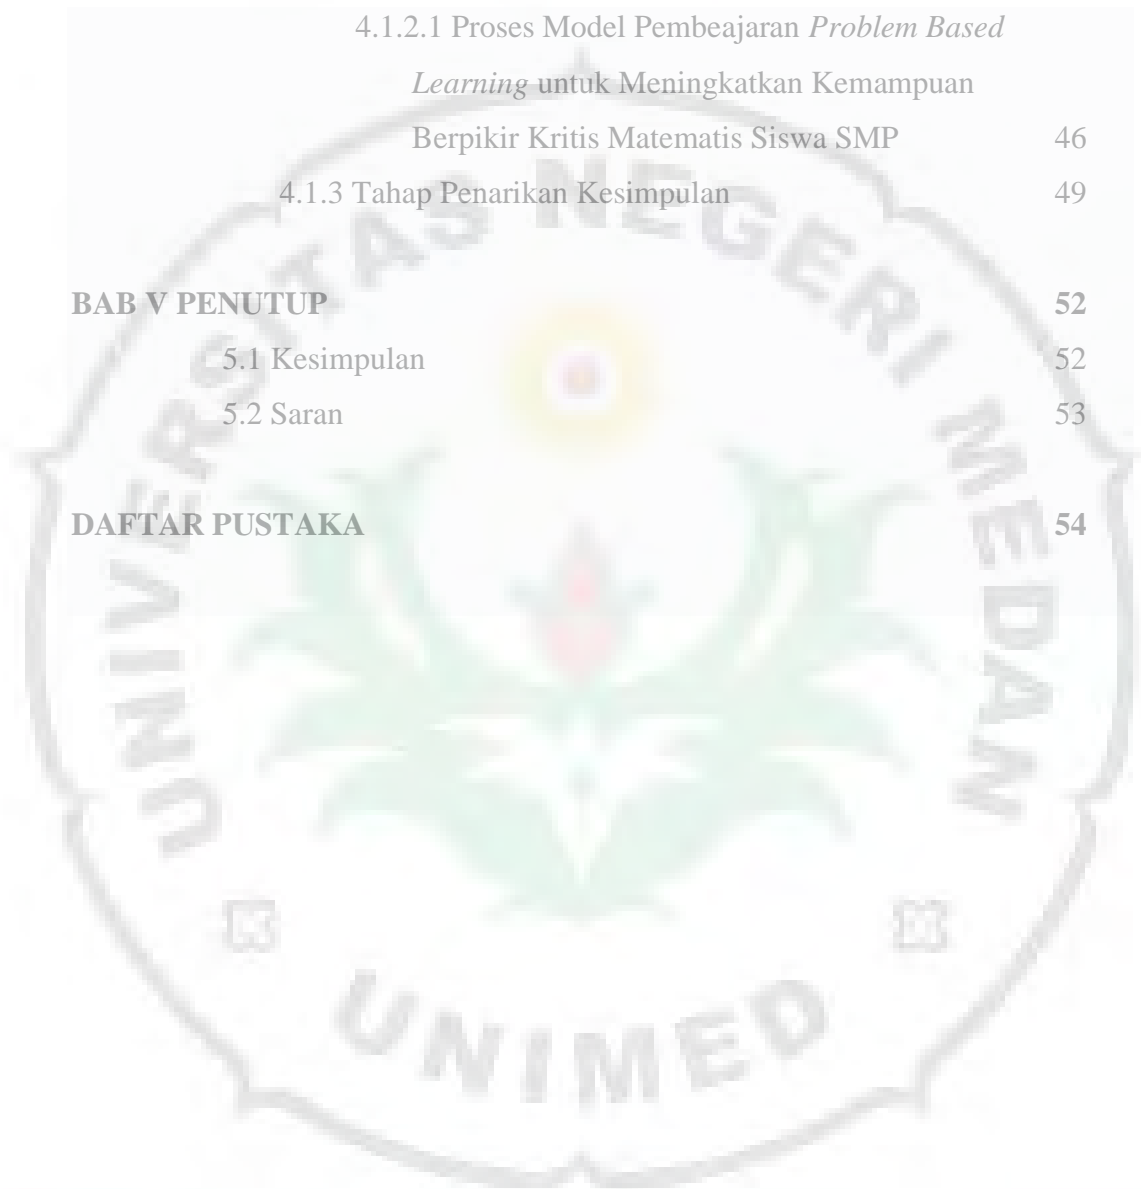 4.1.2.1 Proses Model Pembeajaran Problem Based
Learning untuk Meningkatkan Kemampuan
Berpikir Kritis Matematis Siswa SMP 46
4.1.3 Tahap Penarikan Kesimpulan 49
BAB V PENUTUP 52
5.1 Kesimpulan 52
5.2 Saran 53
DAFTAR PUSTAKA 54
UNIVERSITAS NEGERI MEDAN
UNIMED